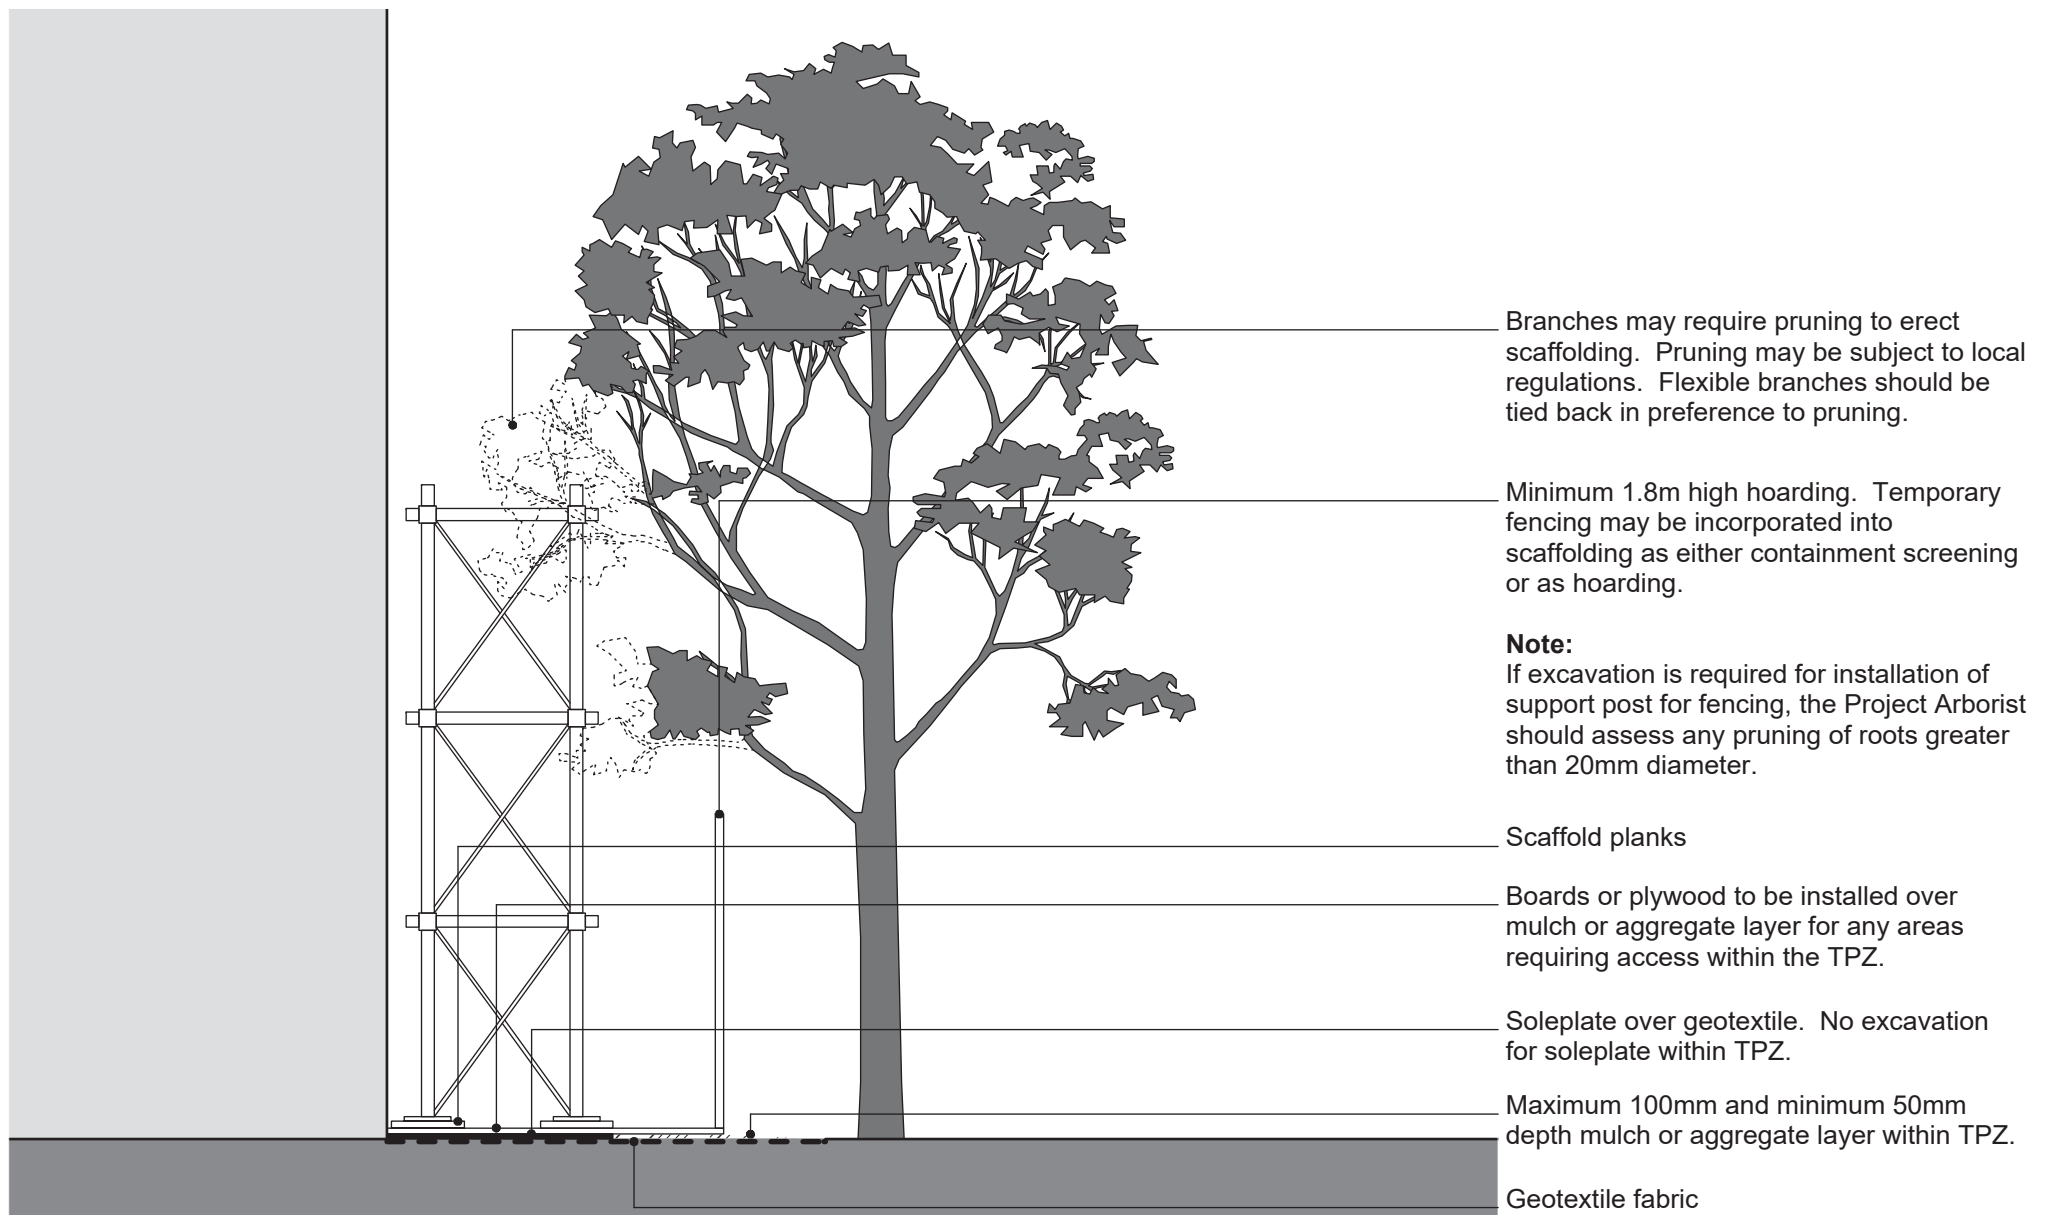 Branches may require pruning to erect
scaffolding.  Pruning may be subject to local
regulations.  Flexible branches should be
tied back in preference to pruning.
Minimum 1.8m high hoarding.  Temporary
fencing may be incorporated into
scaffolding as either containment screening
or as hoarding.
Note:
If excavation is required for installation of
support post for fencing, the Project Arborist
should assess any pruning of roots greater
than 20mm diameter.
Scaffold planks
Boards or plywood to be installed over
mulch or aggregate layer for any areas
requiring access within the TPZ.
Soleplate over geotextile.  No excavation
for soleplate within TPZ.
Maximum 100mm and minimum 50mm
depth mulch or aggregate layer within TPZ.
Geotextile fabric